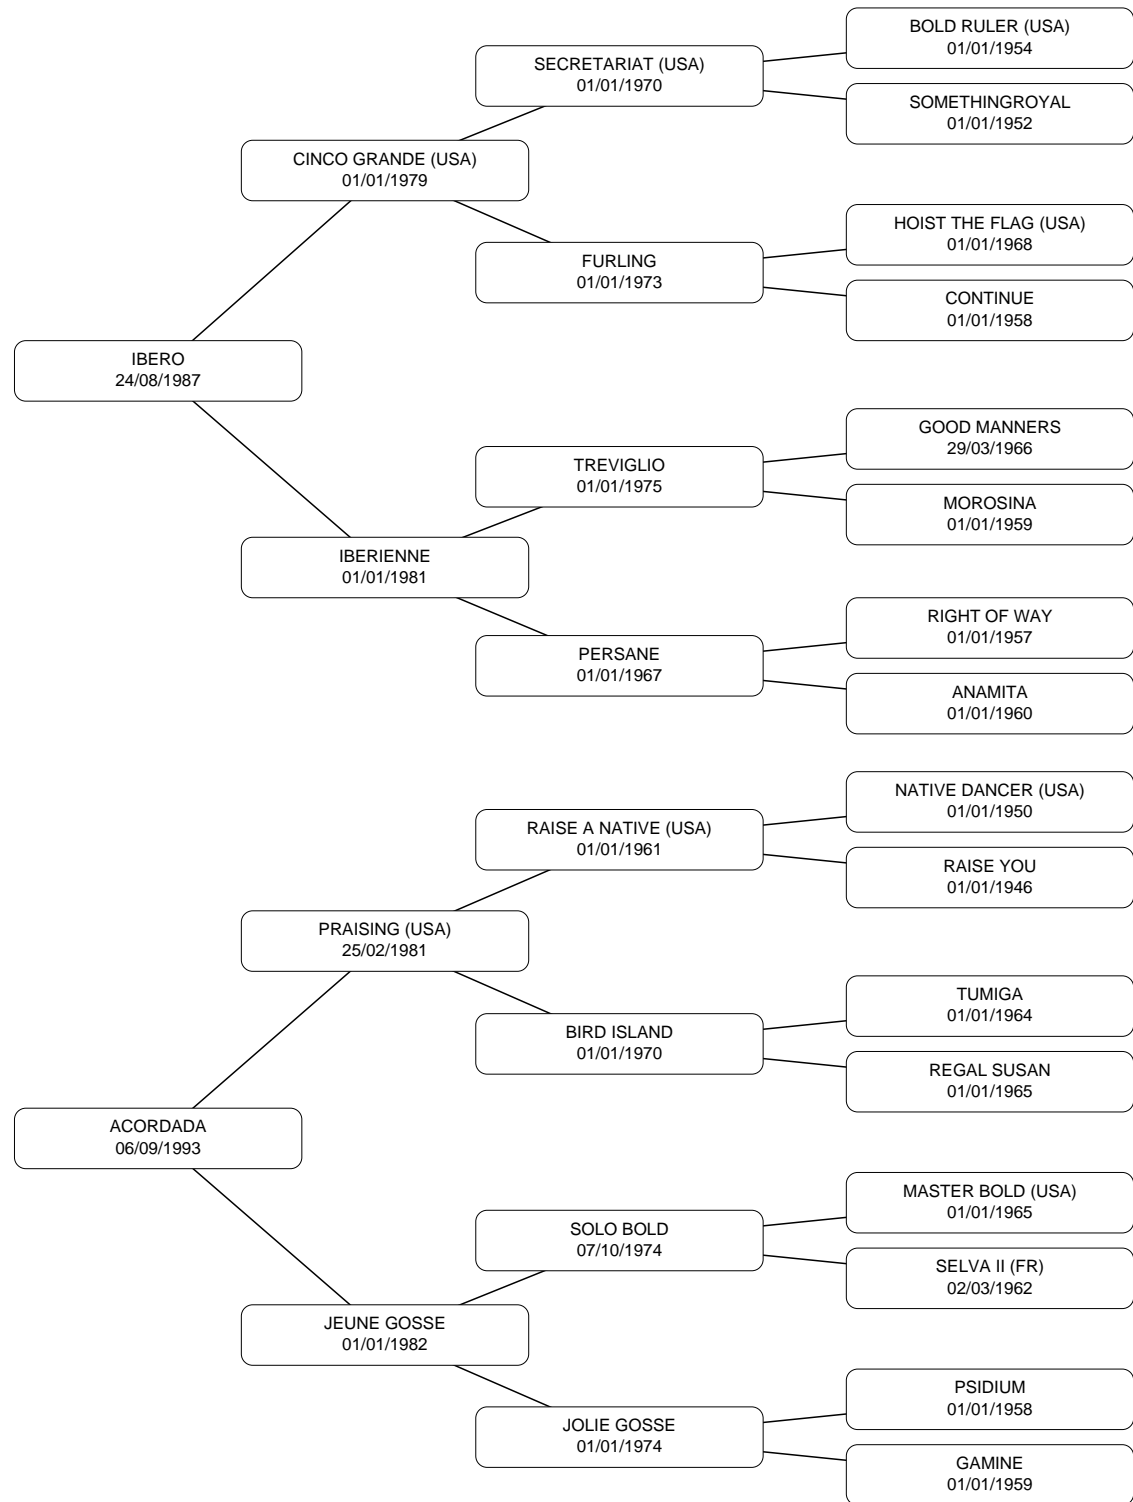 BOLD RULER (USA)
01/01/1954
SECRETARIAT (USA)
01/01/1970
SOMETHINGROYAL
01/01/1952
CINCO GRANDE (USA)
01/01/1979
HOIST THE FLAG (USA)
01/01/1968
FURLING
01/01/1973
CONTINUE
01/01/1958
IBERO
24/08/1987
GOOD MANNERS
29/03/1966
TREVIGLIO
01/01/1975
MOROSINA
01/01/1959
IBERIENNE
01/01/1981
RIGHT OF WAY
01/01/1957
PERSANE
01/01/1967
ANAMITA
01/01/1960
NATIVE DANCER (USA)
01/01/1950
RAISE A NATIVE (USA)
01/01/1961
RAISE YOU
01/01/1946
PRAISING (USA)
25/02/1981
TUMIGA
01/01/1964
BIRD ISLAND
01/01/1970
REGAL SUSAN
01/01/1965
ACORDADA
06/09/1993
MASTER BOLD (USA)
01/01/1965
SOLO BOLD
07/10/1974
SELVA II (FR)
02/03/1962
JEUNE GOSSE
01/01/1982
PSIDIUM
01/01/1958
JOLIE GOSSE
01/01/1974
GAMINE
01/01/1959